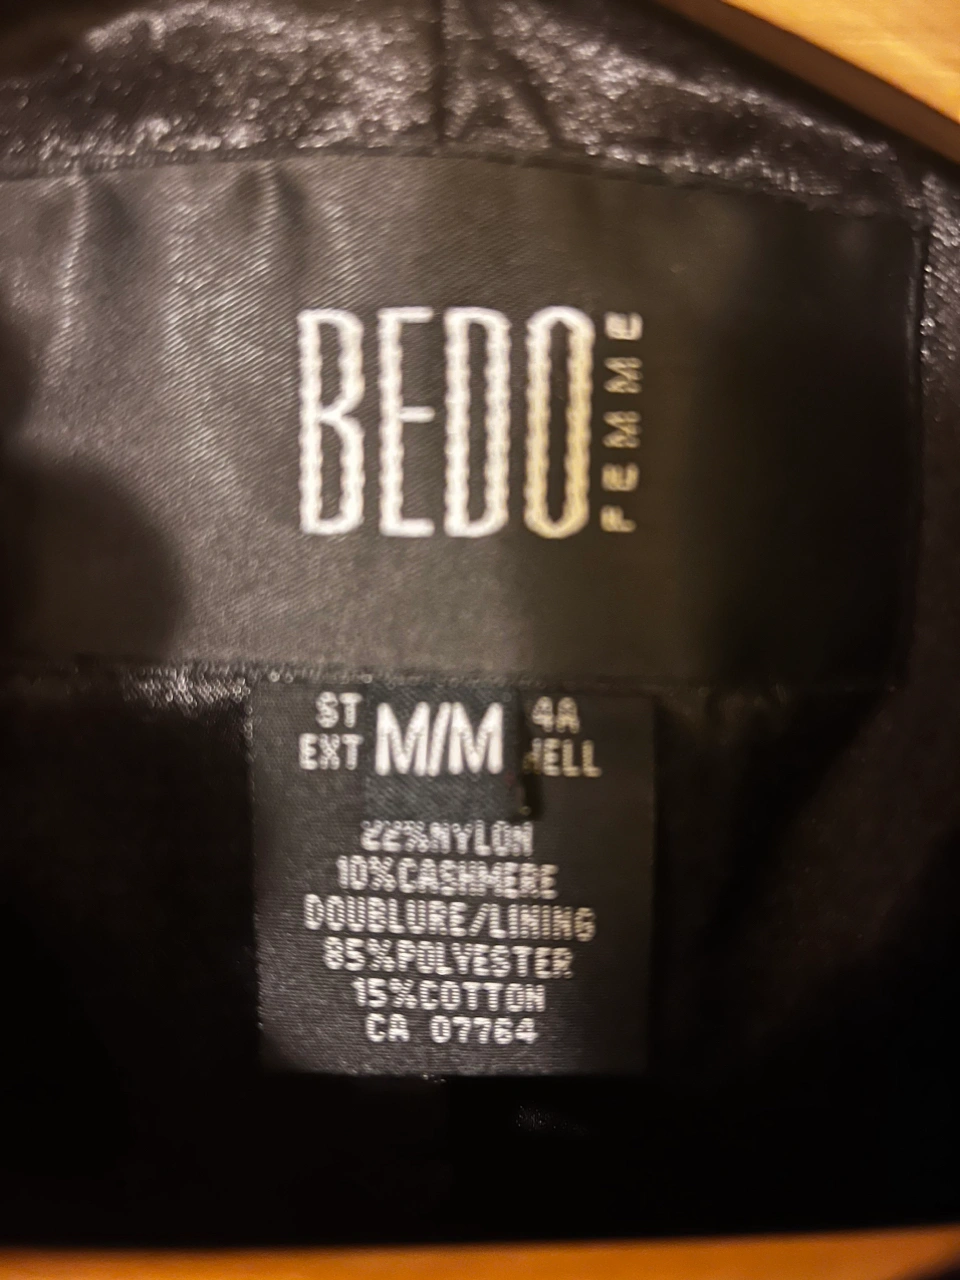 BEDO
FEMME
ST M/M 4A
EXT ELL
22%NYLON
10%CASHMERE
DOUBLURE/LINING
85%POLYESTER
15%COTTON
CA 07764